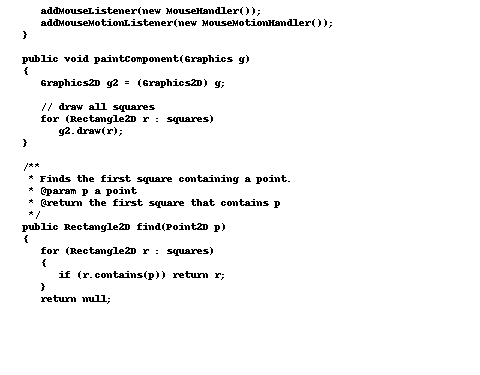 addMouseListener(new MouseHandler());
addMouseMotionListener(new MouseMotionHandler());
}
public void paintComponent(Graphics g)
{
Graphics2D g2 = (Graphics2D) g;
// draw all squares
for (Rectangle2D r : squares)
g2.draw(r);
}
/**
* Finds the first square containing a point.
* @param p a point
* @return the first square that contains p
*/
public Rectangle2D find(Point2D p)
{
for (Rectangle2D r : squares)
{
if (r.contains(p)) return r;
}
return null;